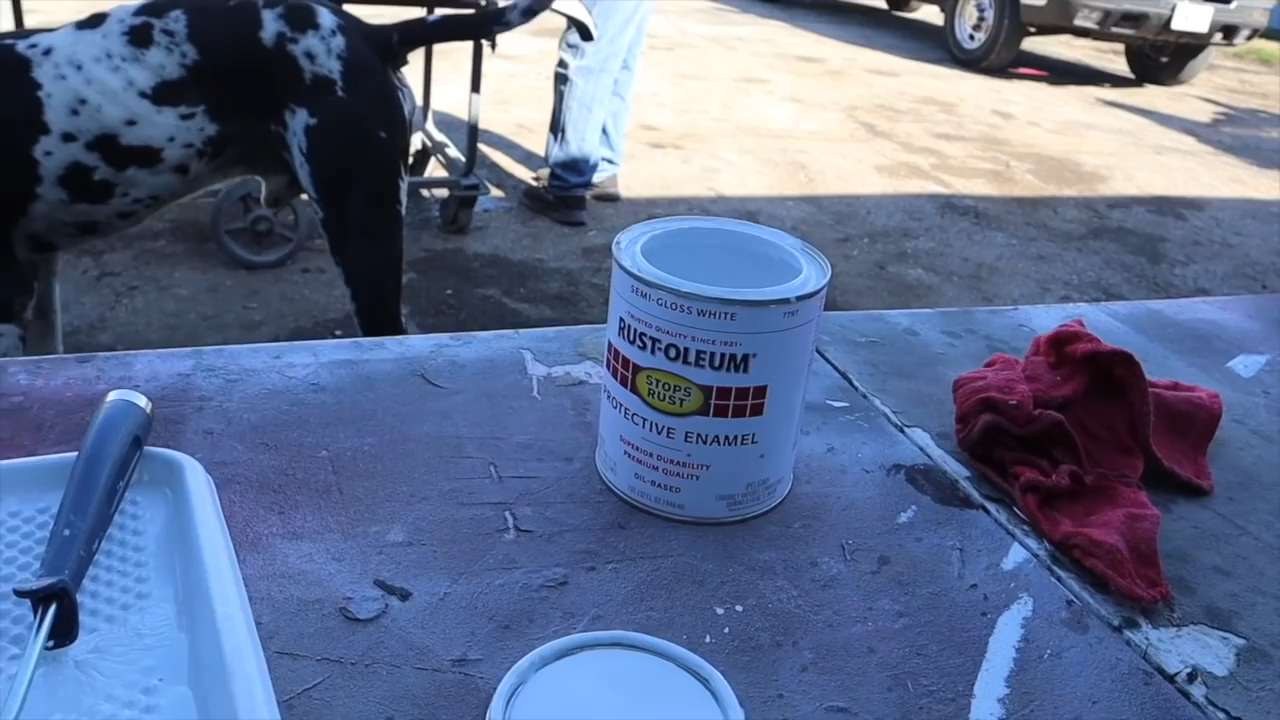 SEMI-GLOSS WHITE 7797
•TRUSTED QUALITY SINCE 1921•
RUST-OLEUM®
STOPS
RUST®
PROTECTIVE ENAMEL
SUPERIOR DURABILITY
PREMIUM QUALITY
OIL-BASED